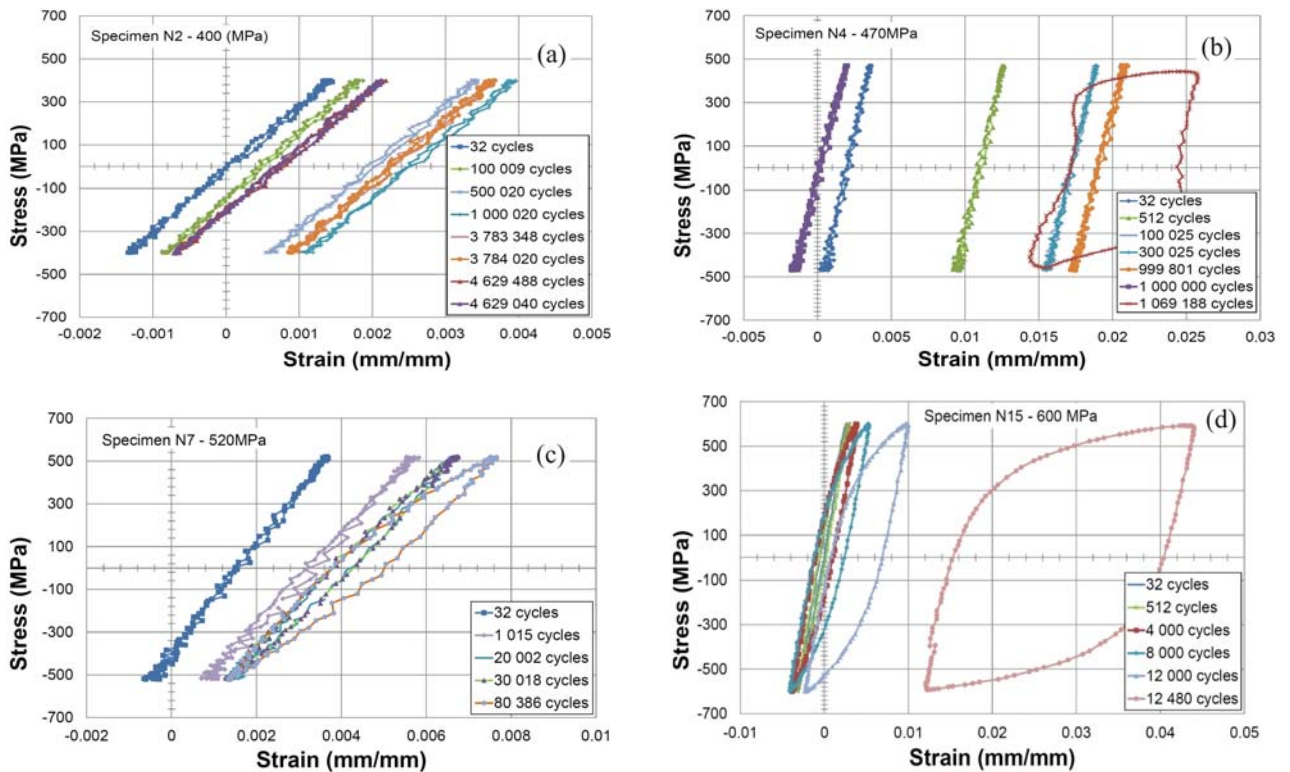 700
500
300
100
-100
-300
-500
-700
Stress (MPa)
Specimen N2 - 400 (MPa)
(a)
32 cycles
100 009 cycles
500 020 cycles
1 000 020 cycles
3 783 348 cycles
3 784 020 cycles
4 629 488 cycles
4 629 040 cycles
-0.002 -0.001 0 0.001 0.002 0.003 0.004 0.005
Strain (mm/mm)
700
500
300
100
-100
-300
-500
-700
Stress (MPa)
Specimen N4 - 470MPa
(b)
32 cycles
512 cycles
100 025 cycles
300 025 cycles
999 801 cycles
1 000 000 cycles
1 069 188 cycles
-0.005 0 0.005 0.01 0.015 0.02 0.025 0.03
Strain (mm/mm)
700
500
300
100
-100
-300
-500
-700
Stress (MPa)
Specimen N7 - 520MPa
(c)
32 cycles
1 015 cycles
20 002 cycles
30 018 cycles
80 386 cycles
-0.002 0 0.002 0.004 0.006 0.008 0.01
Strain (mm/mm)
700
500
300
100
-100
-300
-500
-700
Stress (MPa)
Specimen N15 - 600 MPa
(d)
32 cycles
512 cycles
4 000 cycles
8 000 cycles
12 000 cycles
12 480 cycles
-0.01 0 0.01 0.02 0.03 0.04 0.05
Strain (mm/mm)